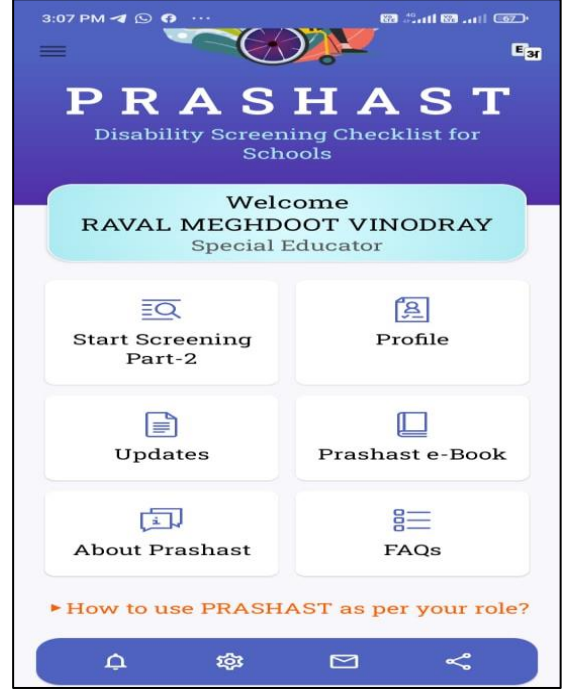 3:07 PM ··· 67
E अ
PRASHAST
Disability Screening Checklist for
Schools
Welcome
RAVAL MEGHDOOT VINODRAY
Special Educator
Start Screening
Part-2
Profile
Updates
Prashast e-Book
About Prashast
FAQs
▸How to use PRASHAST as per your role?